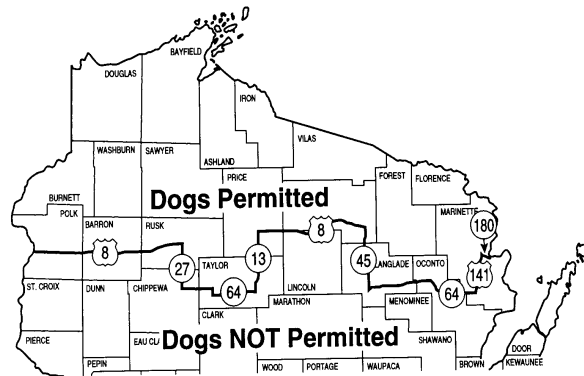 BAYFIELD
DOUGLAS
IRON
VILAS
WASHBURN
SAWYER
ASHLAND
PRICE
FOREST
FLORENCE
Dogs Permitted
BURNETT
POLK
MARINETTE
BARRON
RUSK
180
8
8
13
27
TAYLOR
45
LANGLADE
OCONTO
141
ST. CROIX
DUNN
CHIPPEWA
64
LINCOLN
64
MARATHON
MENOMINEE
CLARK
Dogs NOT Permitted
PIERCE
EAU CLA
SHAWANO
DOOR
PEPIN
WOOD
PORTAGE
WAUPACA
BROWN
KEWAUNEE